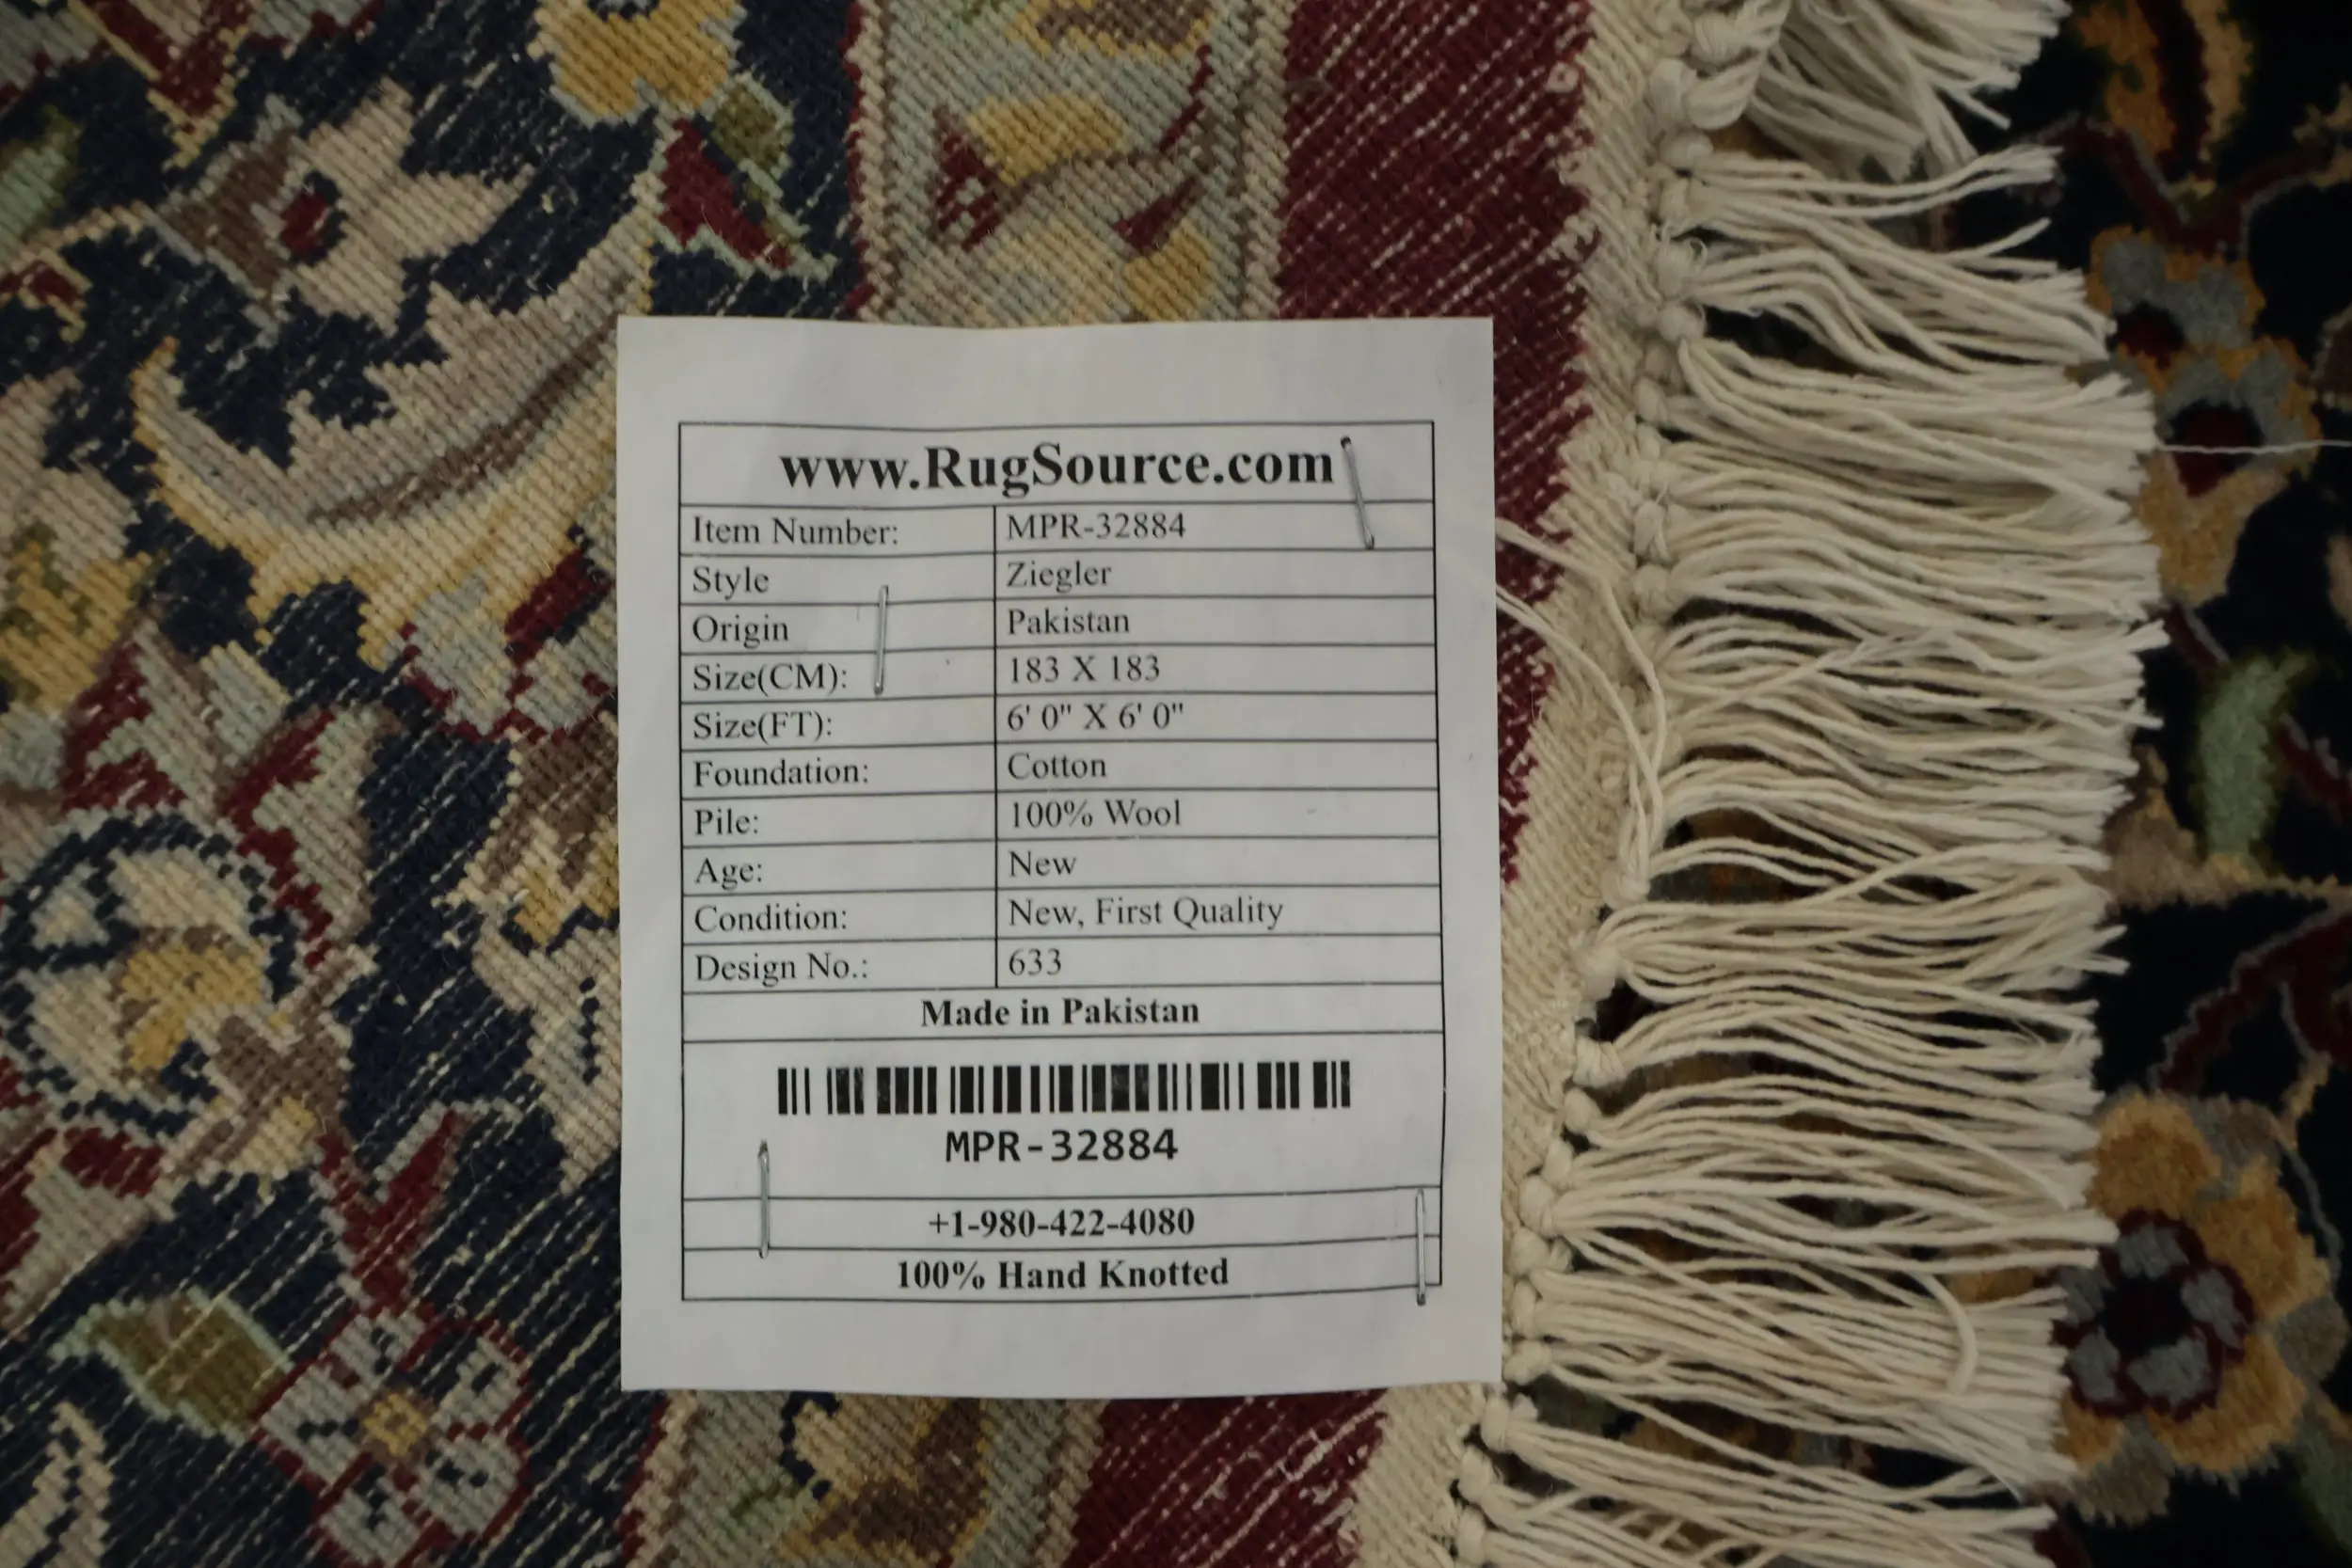 www.RugSource.com
Item Number: MPR-32884
Style Ziegler
Origin Pakistan
Size(CM): 183 X 183
Size(FT): 6' 0" X 6' 0"
Foundation: Cotton
Pile: 100% Wool
Age: New
Condition: New, First Quality
Design No.: 633
Made in Pakistan
MPR-32884
+1-980-422-4080
100% Hand Knotted